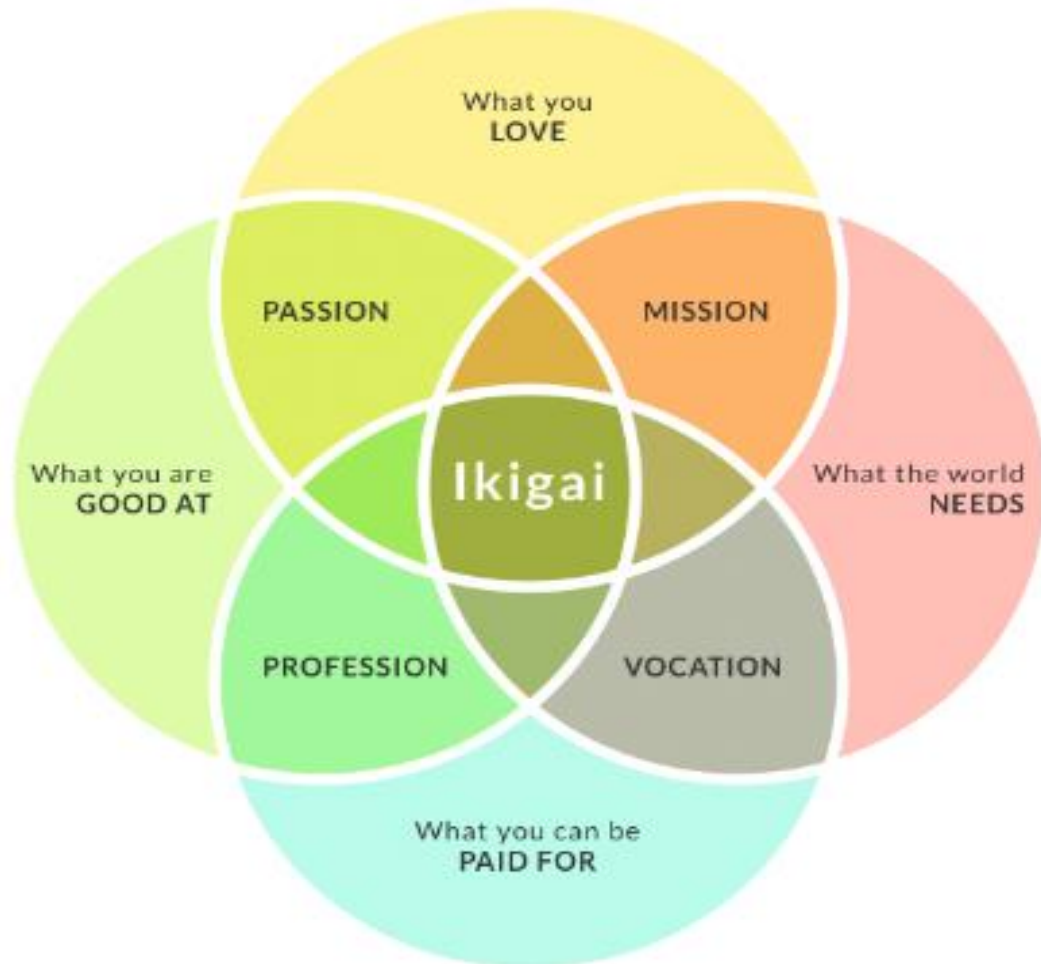 What you
LOVE
PASSION
MISSION
What you are
GOOD AT
Ikigai
What the world
NEEDS
PROFESSION
VOCATION
What you can be
PAID FOR